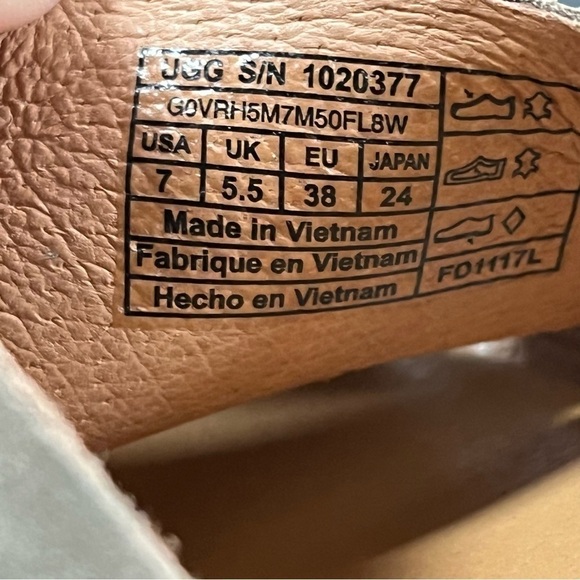 UGG S/N 1020377
G0VRH5M7M50FL8W
USA UK EU JAPAN
7 5.5 38 24
Made in Vietnam
Fabrique en Vietnam
Hecho en Vietnam
FD1117L